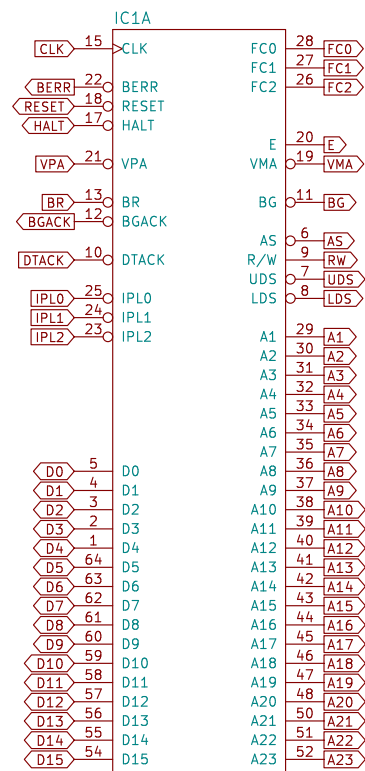 IC1A
CLK 15 CLK FC0 28 FC0
FC1 27 FC1
BERR 22 BERR FC2 26 FC2
RESET 18 RESET
HALT 17 HALT
E 20 E
VPA 21 VPA VMA 19 VMA
BR 13 BR BG 11 BG
BGACK 12 BGACK
AS 6 AS
DTACK 10 DTACK R/W 9 RW
UDS 7 UDS
IPL0 25 IPL0 LDS 8 LDS
IPL1 24 IPL1
IPL2 23 IPL2 A1 29 A1
A2 30 A2
A3 31 A3
A4 32 A4
A5 33 A5
A6 34 A6
A7 35 A7
D0 5 D0 A8 36 A8
D1 4 D1 A9 37 A9
D2 3 D2 A10 38 A10
D3 2 D3 A11 39 A11
D4 1 D4 A12 40 A12
D5 64 D5 A13 41 A13
D6 63 D6 A14 42 A14
D7 62 D7 A15 43 A15
D8 61 D8 A16 44 A16
D9 60 D9 A17 45 A17
D10 59 D10 A18 46 A18
D11 58 D11 A19 47 A19
D12 57 D12 A20 48 A20
D13 56 D13 A21 50 A21
D14 55 D14 A22 51 A22
D15 54 D15 A23 52 A23